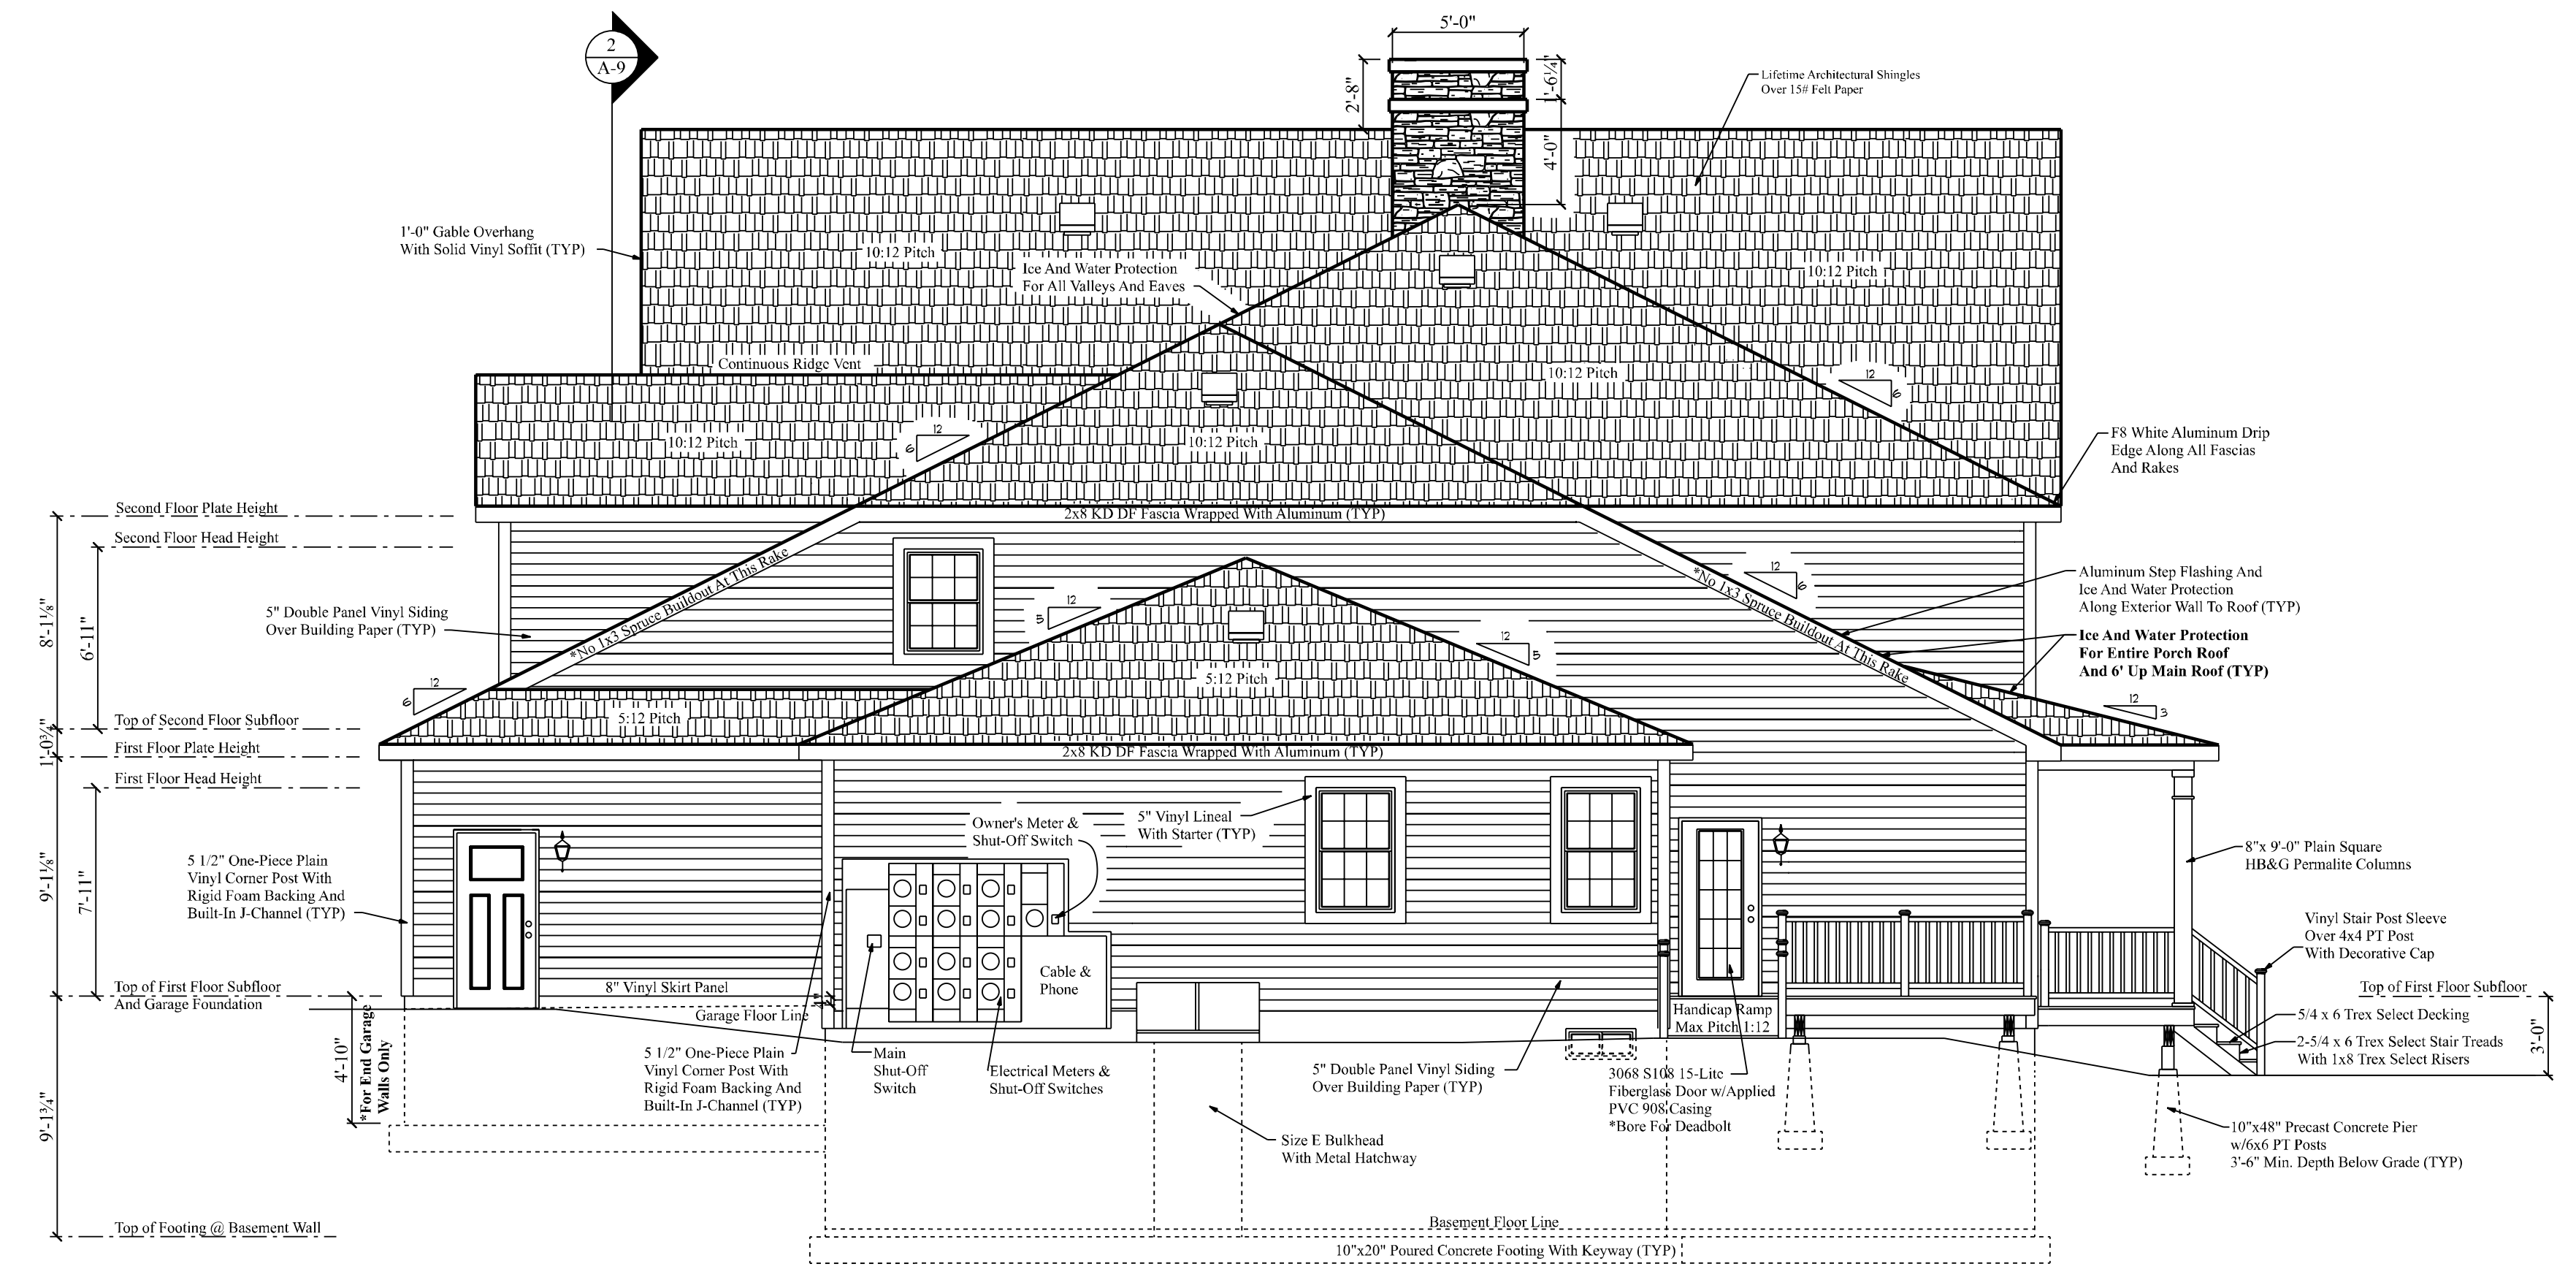 2
A-9
5'-0"
2'-8"
1'-6¼"
4'-0"
Lifetime Architectural Shingles
Over 15# Felt Paper
1'-0" Gable Overhang
With Solid Vinyl Soffit (TYP)
10:12 Pitch
Ice And Water Protection
For All Valleys And Eaves
10:12 Pitch
Continuous Ridge Vent
10:12 Pitch
12
6
12
6
10:12 Pitch
10:12 Pitch
F8 White Aluminum Drip
Edge Along All Fascias
And Rakes
Second Floor Plate Height
2x8 KD DF Fascia Wrapped With Aluminum (TYP)
Second Floor Head Height
*No 1x3 Spruce Buildout At This Rake
*No 1x3 Spruce Buildout At This Rake
12
6
Aluminum Step Flashing And
Ice And Water Protection
Along Exterior Wall To Roof (TYP)
5" Double Panel Vinyl Siding
Over Building Paper (TYP)
8'-1⅛"
6'-11"
12
5
12
5
Ice And Water Protection
For Entire Porch Roof
And 6' Up Main Roof (TYP)
5:12 Pitch
12
6
12
3
Top of Second Floor Subfloor
5:12 Pitch
1'-0¾"
First Floor Plate Height
2x8 KD DF Fascia Wrapped With Aluminum (TYP)
First Floor Head Height
Owner's Meter &
Shut-Off Switch
5" Vinyl Lineal
With Starter (TYP)
9'-1⅛"
7'-11"
5 1/2" One-Piece Plain
Vinyl Corner Post With
Rigid Foam Backing And
Built-In J-Channel (TYP)
8"x 9'-0" Plain Square
HB&G Permalite Columns
Vinyl Stair Post Sleeve
Over 4x4 PT Post
With Decorative Cap
Cable &
Phone
Top of First Floor Subfloor
And Garage Foundation
8" Vinyl Skirt Panel
4"
Garage Floor Line
Handicap Ramp
Max Pitch 1:12
Top of First Floor Subfloor
5/4 x 6 Trex Select Decking
2-5/4 x 6 Trex Select Stair Treads
With 1x8 Trex Select Risers
3'-0"
4'-10"
*For End Garage
Walls Only
5 1/2" One-Piece Plain
Vinyl Corner Post With
Rigid Foam Backing And
Built-In J-Channel (TYP)
Main
Shut-Off
Switch
Electrical Meters &
Shut-Off Switches
5" Double Panel Vinyl Siding
Over Building Paper (TYP)
3068 S108 15-Lite
Fiberglass Door w/Applied
PVC 908 Casing
*Bore For Deadbolt
9'-1¾"
Size E Bulkhead
With Metal Hatchway
10"x48" Precast Concrete Pier
w/6x6 PT Posts
3'-6" Min. Depth Below Grade (TYP)
Top of Footing @ Basement Wall
Basement Floor Line
10"x20" Poured Concrete Footing With Keyway (TYP)